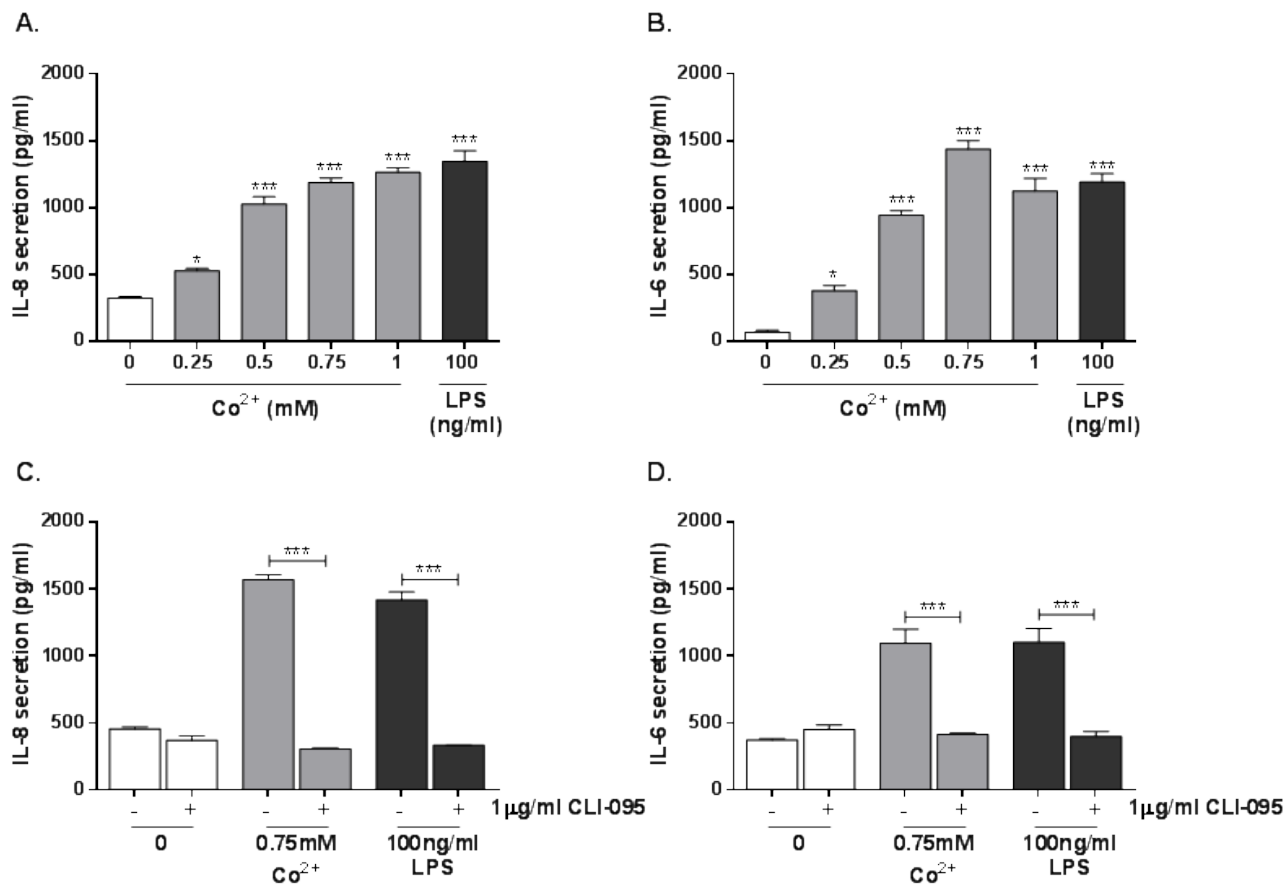 A.
IL-8 secretion (pg/ml)
2000
1500
1000
500
0
*
***
***
***
***
0 0.25 0.5 0.75 1 100
Co²⁺ (mM) LPS
(ng/ml)
B.
IL-6 secretion (pg/ml)
2000
1500
1000
500
0
*
***
***
***
***
0 0.25 0.5 0.75 1 100
Co²⁺ (mM) LPS
(ng/ml)
C.
IL-8 secretion (pg/ml)
2000
1500
1000
500
0
***
***
- + - + - + 1μg/ml CLI-095
0 0.75mM 100ng/ml
Co²⁺ LPS
D.
IL-6 secretion (pg/ml)
2000
1500
1000
500
0
***
***
- + - + - + 1μg/ml CLI-095
0 0.75mM 100ng/ml
Co²⁺ LPS